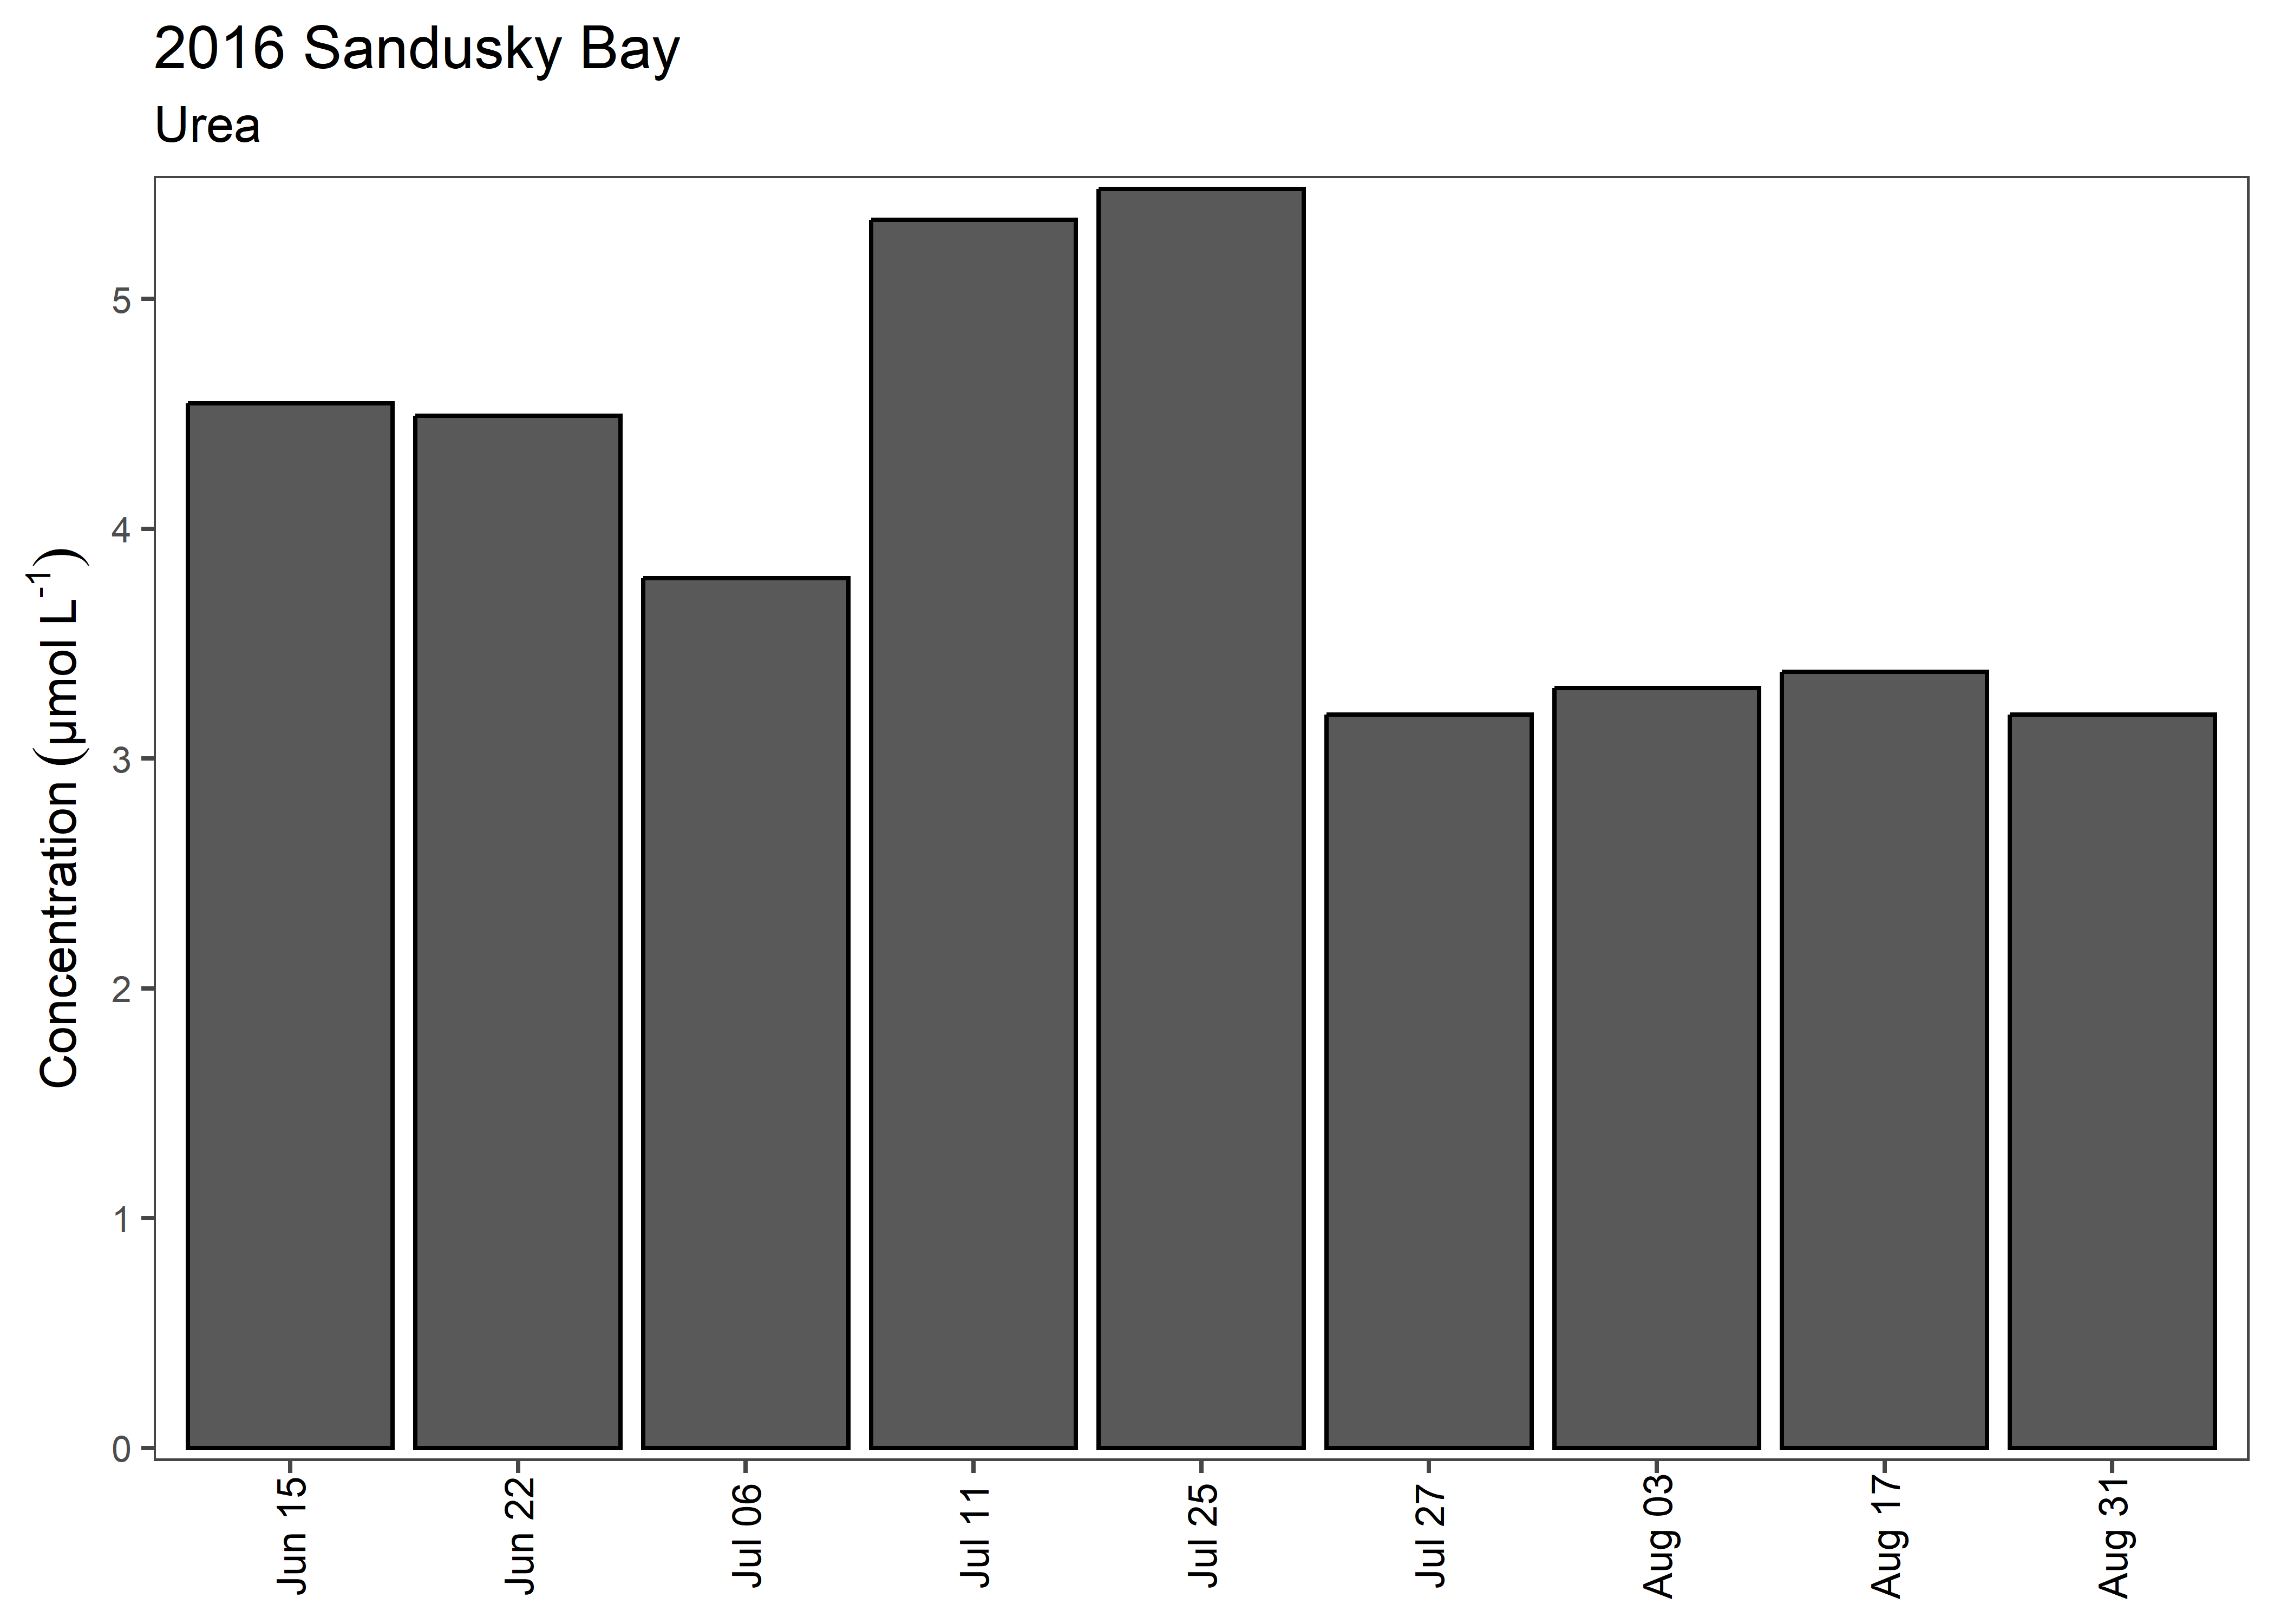 2016 Sandusky Bay
Urea
Concentration (µmol L-1)
5
4
3
2
1
0
Jun 15
Jun 22
Jul 06
Jul 11
Jul 25
Jul 27
Aug 03
Aug 17
Aug 31